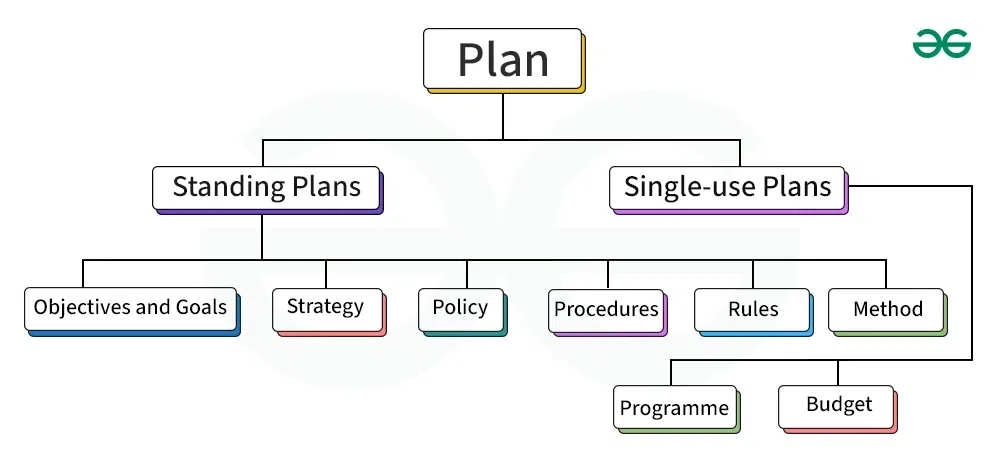 Plan
Standing Plans
Single-use Plans
Objectives and Goals
Strategy
Policy
Procedures
Rules
Method
Programme
Budget